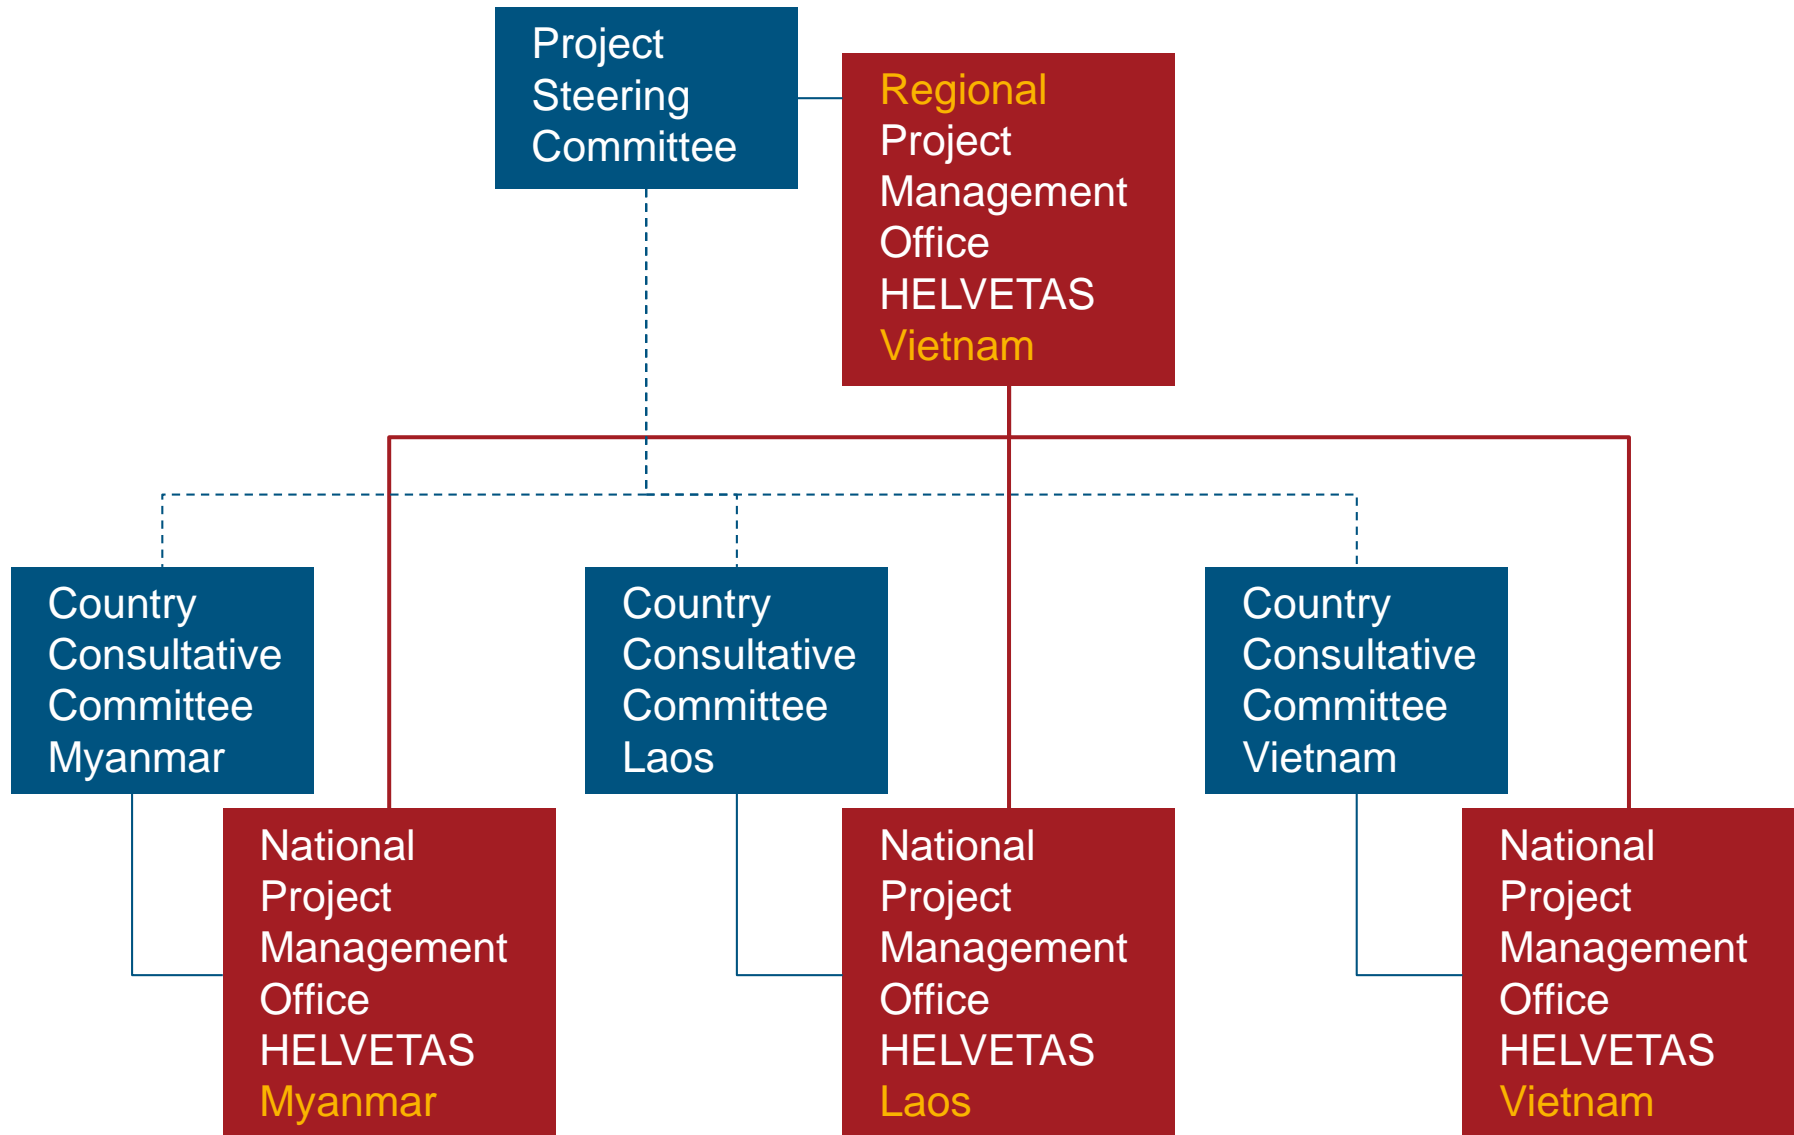 Project
Steering
Committee
Regional
Project
Management
Office
HELVETAS
Vietnam
Country
Consultative
Committee
Myanmar
Country
Consultative
Committee
Laos
Country
Consultative
Committee
Vietnam
National
Project
Management
Office
HELVETAS
Myanmar
National
Project
Management
Office
HELVETAS
Laos
National
Project
Management
Office
HELVETAS
Vietnam